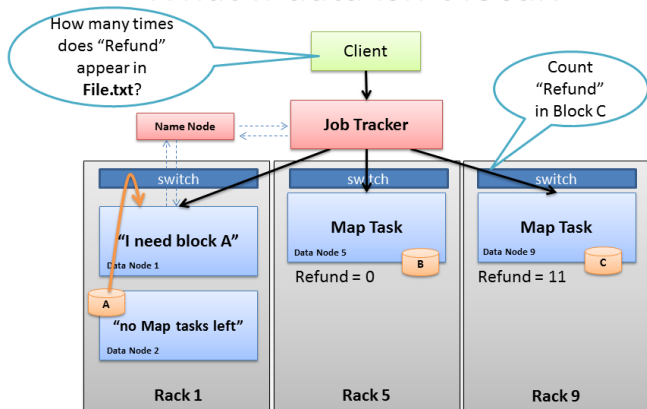 How many times
does “Refund”
appear in
File.txt?
Client
Count
“Refund”
in Block C
Name Node
Job Tracker
switch
switch
switch
“I need block A”
Data Node 1
Map Task
Data Node 5
B
Refund = 0
Map Task
Data Node 9
C
Refund = 11
A
“no Map tasks left”
Data Node 2
Rack 1
Rack 5
Rack 9